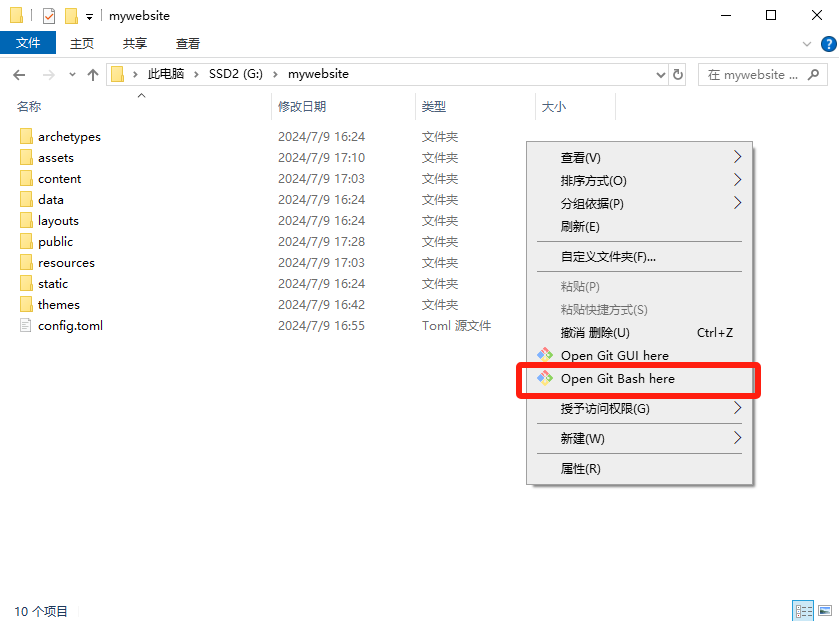 mywebsite
文件 主页 共享 查看
此电脑 SSD2 (G:) mywebsite 在 mywebsite ...
名称 修改日期 类型 大小
archetypes 2024/7/9 16:24 文件夹
assets 2024/7/9 17:10 文件夹
content 2024/7/9 17:03 文件夹
data 2024/7/9 16:24 文件夹
layouts 2024/7/9 16:24 文件夹
public 2024/7/9 17:28 文件夹
resources 2024/7/9 17:03 文件夹
static 2024/7/9 16:24 文件夹
themes 2024/7/9 16:42 文件夹
config.toml 2024/7/9 16:55 Toml 源文件
查看(V)
排序方式(O)
分组依据(P)
刷新(E)
自定义文件夹(F)...
粘贴(P)
粘贴快捷方式(S)
撤消 删除(U) Ctrl+Z
Open Git GUI here
Open Git Bash here
授予访问权限(G)
新建(W)
属性(R)
10 个项目